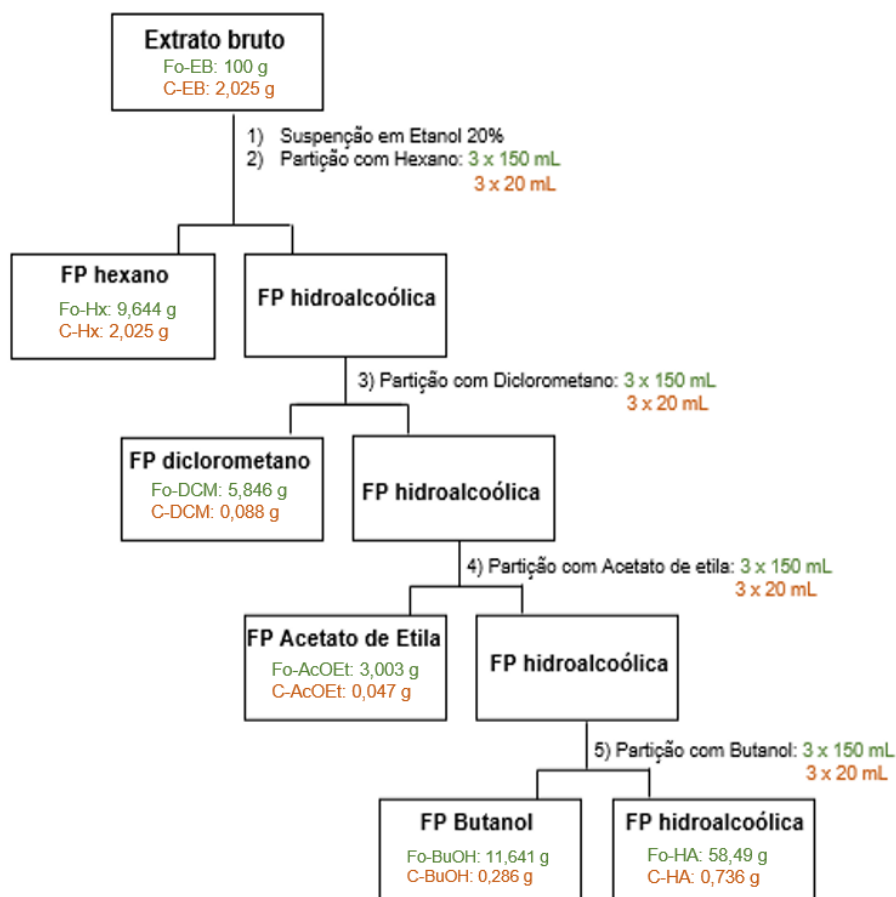 Extrato bruto
Fo-EB: 100 g
C-EB: 2,025 g
1) Suspenção em Etanol 20%
2) Partição com Hexano: 3 x 150 mL
3 x 20 mL
FP hexano
Fo-Hx: 9,644 g
C-Hx: 2,025 g
FP hidroalcoólica
3) Partição com Diclorometano: 3 x 150 mL
3 x 20 mL
FP diclorometano
Fo-DCM: 5,846 g
C-DCM: 0,088 g
FP hidroalcoólica
4) Partição com Acetato de etila: 3 x 150 mL
3 x 20 mL
FP Acetato de Etila
Fo-AcOEt: 3,003 g
C-AcOEt: 0,047 g
FP hidroalcoólica
5) Partição com Butanol: 3 x 150 mL
3 x 20 mL
FP Butanol
Fo-BuOH: 11,641 g
C-BuOH: 0,286 g
FP hidroalcoólica
Fo-HA: 58,49 g
C-HA: 0,736 g